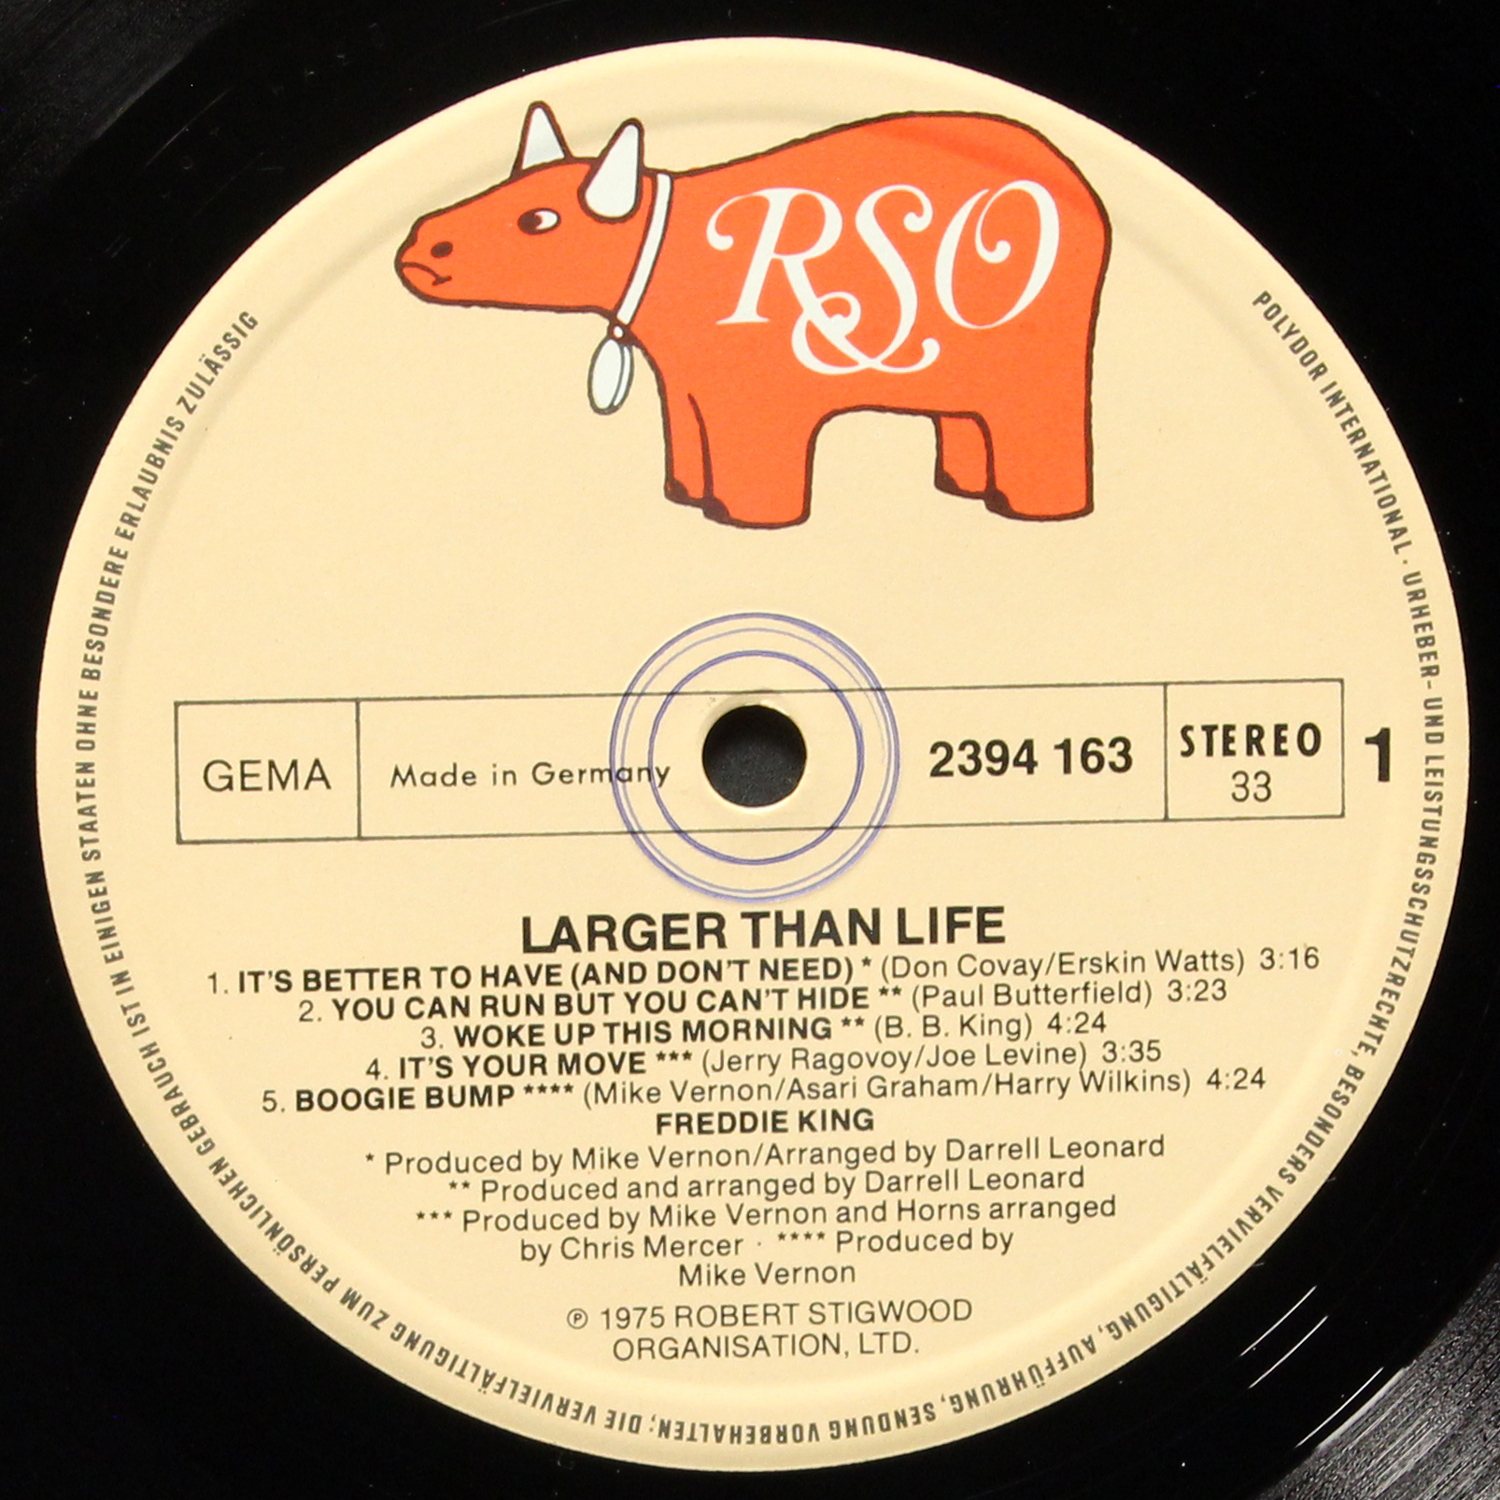 RSO
POLYDOR INTERNATIONAL · URHEBER- UND LEISTUNGSSCHUTZRECHTE, BESONDERS VERVIELFÄLTIGUNG, AUFFÜHRUNG, SENDUNG VORBEHALTEN; DIE VERVIELFÄLTIGUNG ZUM PERSÖNLICHEN GEBRAUCH IST IN EINIGEN STAATEN OHNE BESONDERE ERLAUBNIS ZULÄSSIG
GEMA
Made in Germany
2394 163
STEREO
33
1
LARGER THAN LIFE
1. IT'S BETTER TO HAVE (AND DON'T NEED) * (Don Covay/Erskin Watts) 3:16
2. YOU CAN RUN BUT YOU CAN'T HIDE ** (Paul Butterfield) 3:23
3. WOKE UP THIS MORNING ** (B. B. King) 4:24
4. IT'S YOUR MOVE *** (Jerry Ragovoy/Joe Levine) 3:35
5. BOOGIE BUMP **** (Mike Vernon/Asari Graham/Harry Wilkins) 4:24
FREDDIE KING
* Produced by Mike Vernon/Arranged by Darrell Leonard
** Produced and arranged by Darrell Leonard
*** Produced by Mike Vernon and Horns arranged
by Chris Mercer · **** Produced by
Mike Vernon
℗ 1975 ROBERT STIGWOOD
ORGANISATION, LTD.